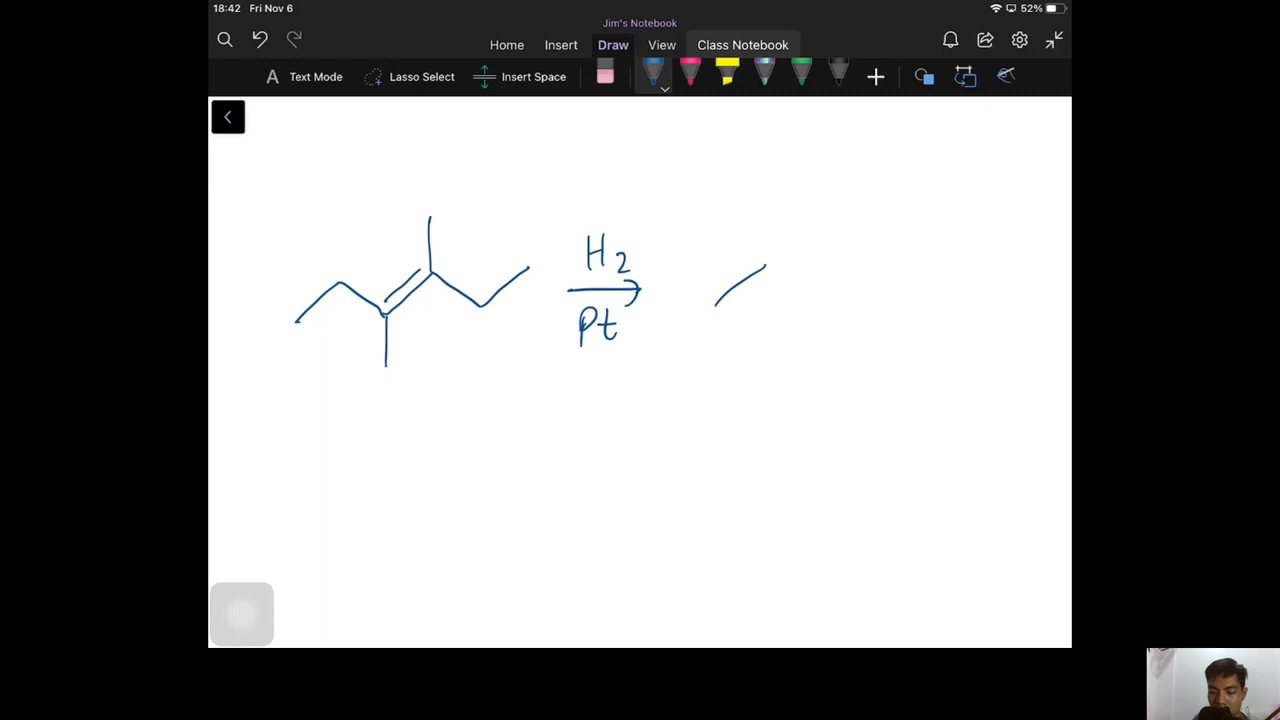 18:42 Fri Nov 6
52%
Jim's Notebook
Home Insert Draw View Class Notebook
Text Mode Lasso Select Insert Space
H2
Pt